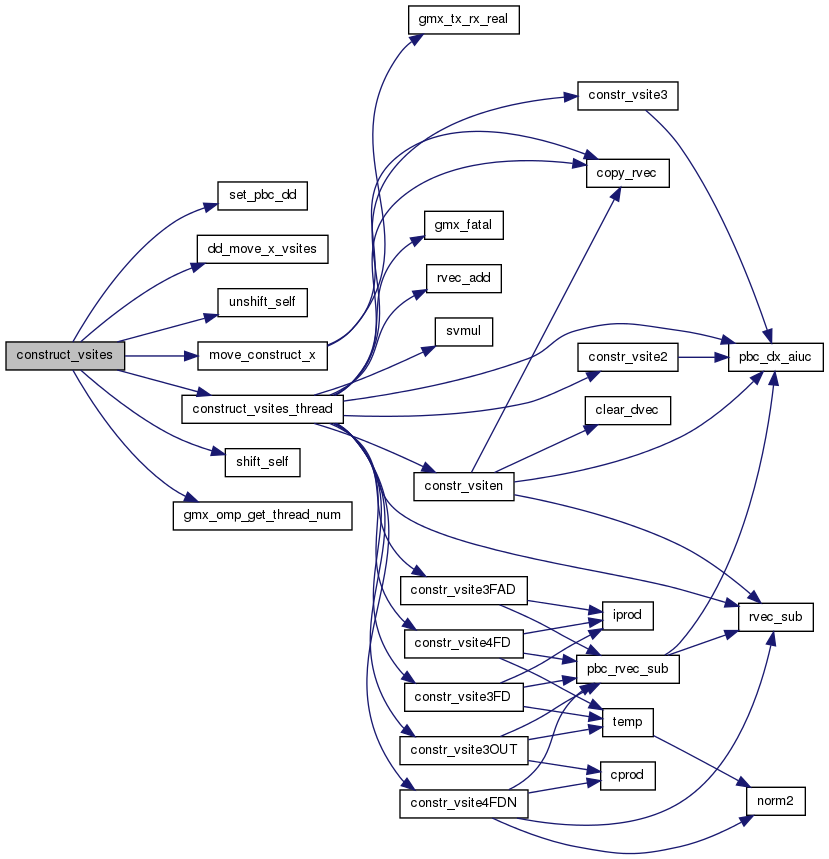 gmx_tx_rx_real
constr_vsite3
copy_rvec
set_pbc_dd
gmx_fatal
dd_move_x_vsites
rvec_add
unshift_self
svmul
construct_vsites
move_construct_x
constr_vsite2
pbc_dx_aiuc
construct_vsites_thread
clear_dvec
shift_self
constr_vsiten
gmx_omp_get_thread_num
constr_vsite3FAD
iprod
rvec_sub
constr_vsite4FD
pbc_rvec_sub
constr_vsite3FD
temp
constr_vsite3OUT
cprod
constr_vsite4FDN
norm2